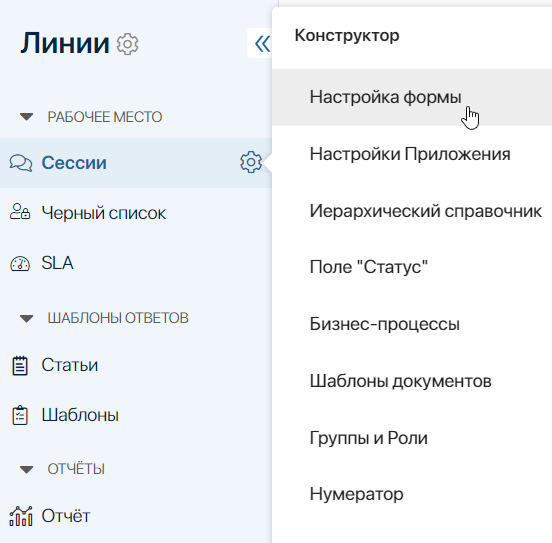 Линии
РАБОЧЕЕ МЕСТО
Сессии
Черный список
SLA
ШАБЛОНЫ ОТВЕТОВ
Статьи
Шаблоны
ОТЧЁТЫ
Отчёт
Конструктор
Настройка формы
Настройки Приложения
Иерархический справочник
Поле "Статус"
Бизнес-процессы
Шаблоны документов
Группы и Роли
Нумератор